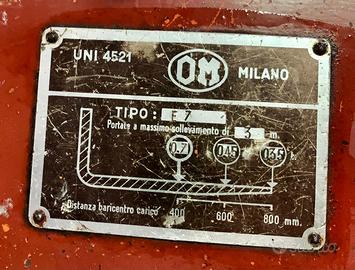 UNI 4521
OM
MILANO
TIPO: E 7
Portate a massimo sollevamento di 3 m.
0.7 0.45 0.35
Distanza baricentro carico 400 600 800 mm.